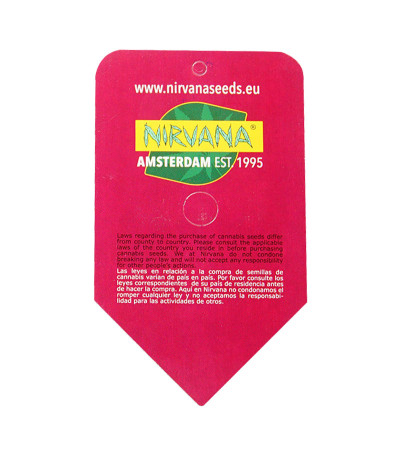 www.nirvanaseeds.eu
NIRVANA®
AMSTERDAM EST. 1995
Laws regarding the purchase of cannabis seeds differ
from county to country. Please consult the applicable
laws of the country you reside in before purchasing
cannabis seeds. We at Nirvana do not condone
breaking any law and will not accept any responsibility
for other people's actions.
Las leyes en relación a la compra de semillas de
cannabis varían de país en país. Por favor consulte los
leyes correspondientes de su país de residencia antes
de hacer la compra. Aquí en Nirvana no condonamos el
romper cualquier ley y no aceptamos la responsabi-
lidad para las actividades de otros.